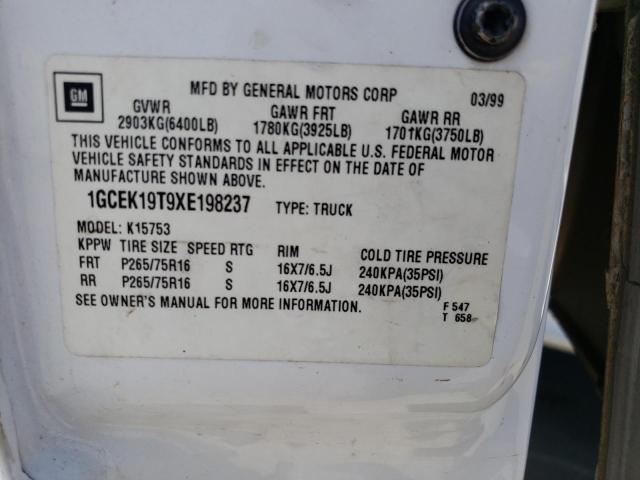 GM
MFD BY GENERAL MOTORS CORP 03/99
GVWR GAWR FRT GAWR RR
2903KG(6400LB) 1780KG(3925LB) 1701KG(3750LB)
THIS VEHICLE CONFORMS TO ALL APPLICABLE U.S. FEDERAL MOTOR
VEHICLE SAFETY STANDARDS IN EFFECT ON THE DATE OF
MANUFACTURE SHOWN ABOVE.
1GCEK19T9XE198237 TYPE: TRUCK
MODEL: K15753
KPPW TIRE SIZE SPEED RTG RIM COLD TIRE PRESSURE
FRT P265/75R16 S 16X7/6.5J 240KPA(35PSI)
RR P265/75R16 S 16X7/6.5J 240KPA(35PSI)
SEE OWNER'S MANUAL FOR MORE INFORMATION.
F 547
T 658